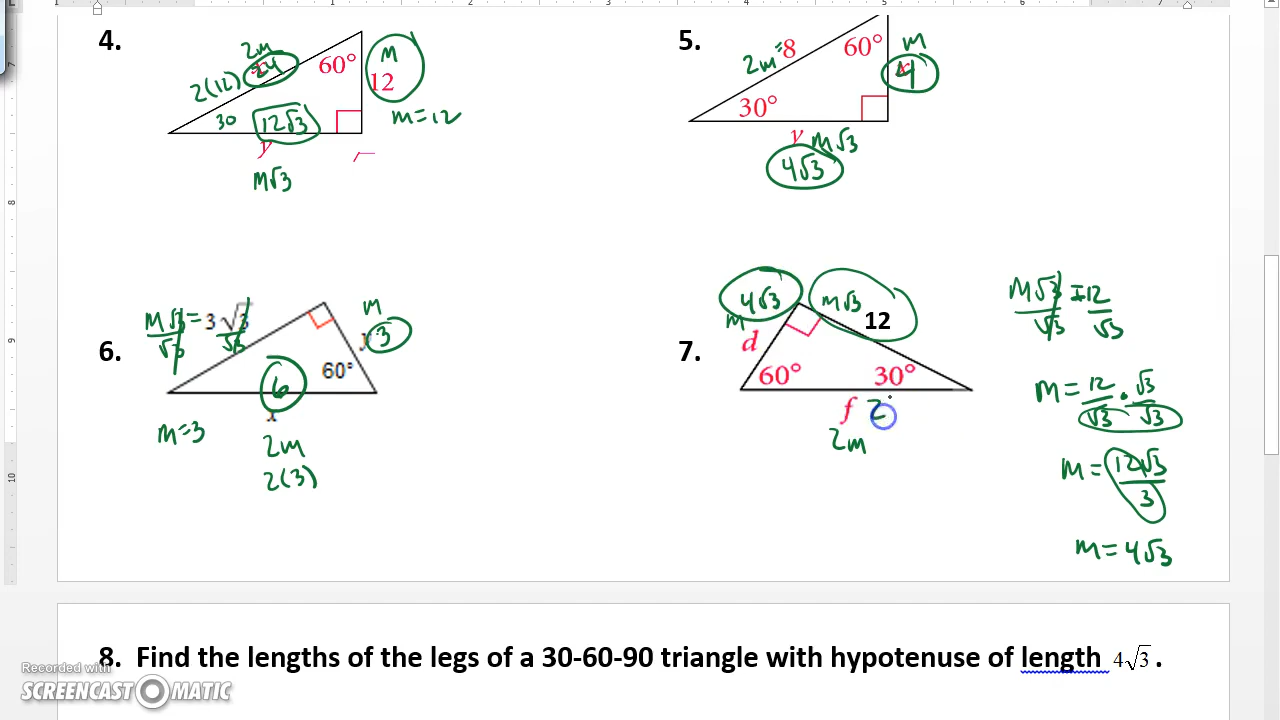 4.
2m
2(12) 24
60°
m
12
m=12
30
12√3
y
m√3
5.
2m=8
60°
m
4
30°
y m√3
4√3
6.
m√3/√3 = 3√3/√3
m
y 3
60°
6
x
m=3
2m
2(3)
7.
4√3
m
m√3
12
d
60°
30°
f 2
2m
m√3/√3 = 12/√3
m = 12/√3 · √3/√3
m = 12√3/3
m = 4√3
8. Find the lengths of the legs of a 30-60-90 triangle with hypotenuse of length 4√3 .
Recorded with
SCREENCAST MATIC